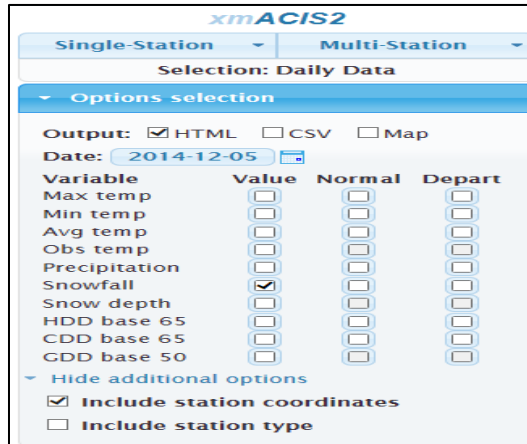 xmACIS2
Single-Station Multi-Station
Selection: Daily Data
Options selection
Output: HTML CSV Map
Date: 2014-12-05
Variable Value Normal Depart
Max temp
Min temp
Avg temp
Obs temp
Precipitation
Snowfall
Snow depth
HDD base 65
CDD base 65
GDD base 50
Hide additional options
Include station coordinates
Include station type